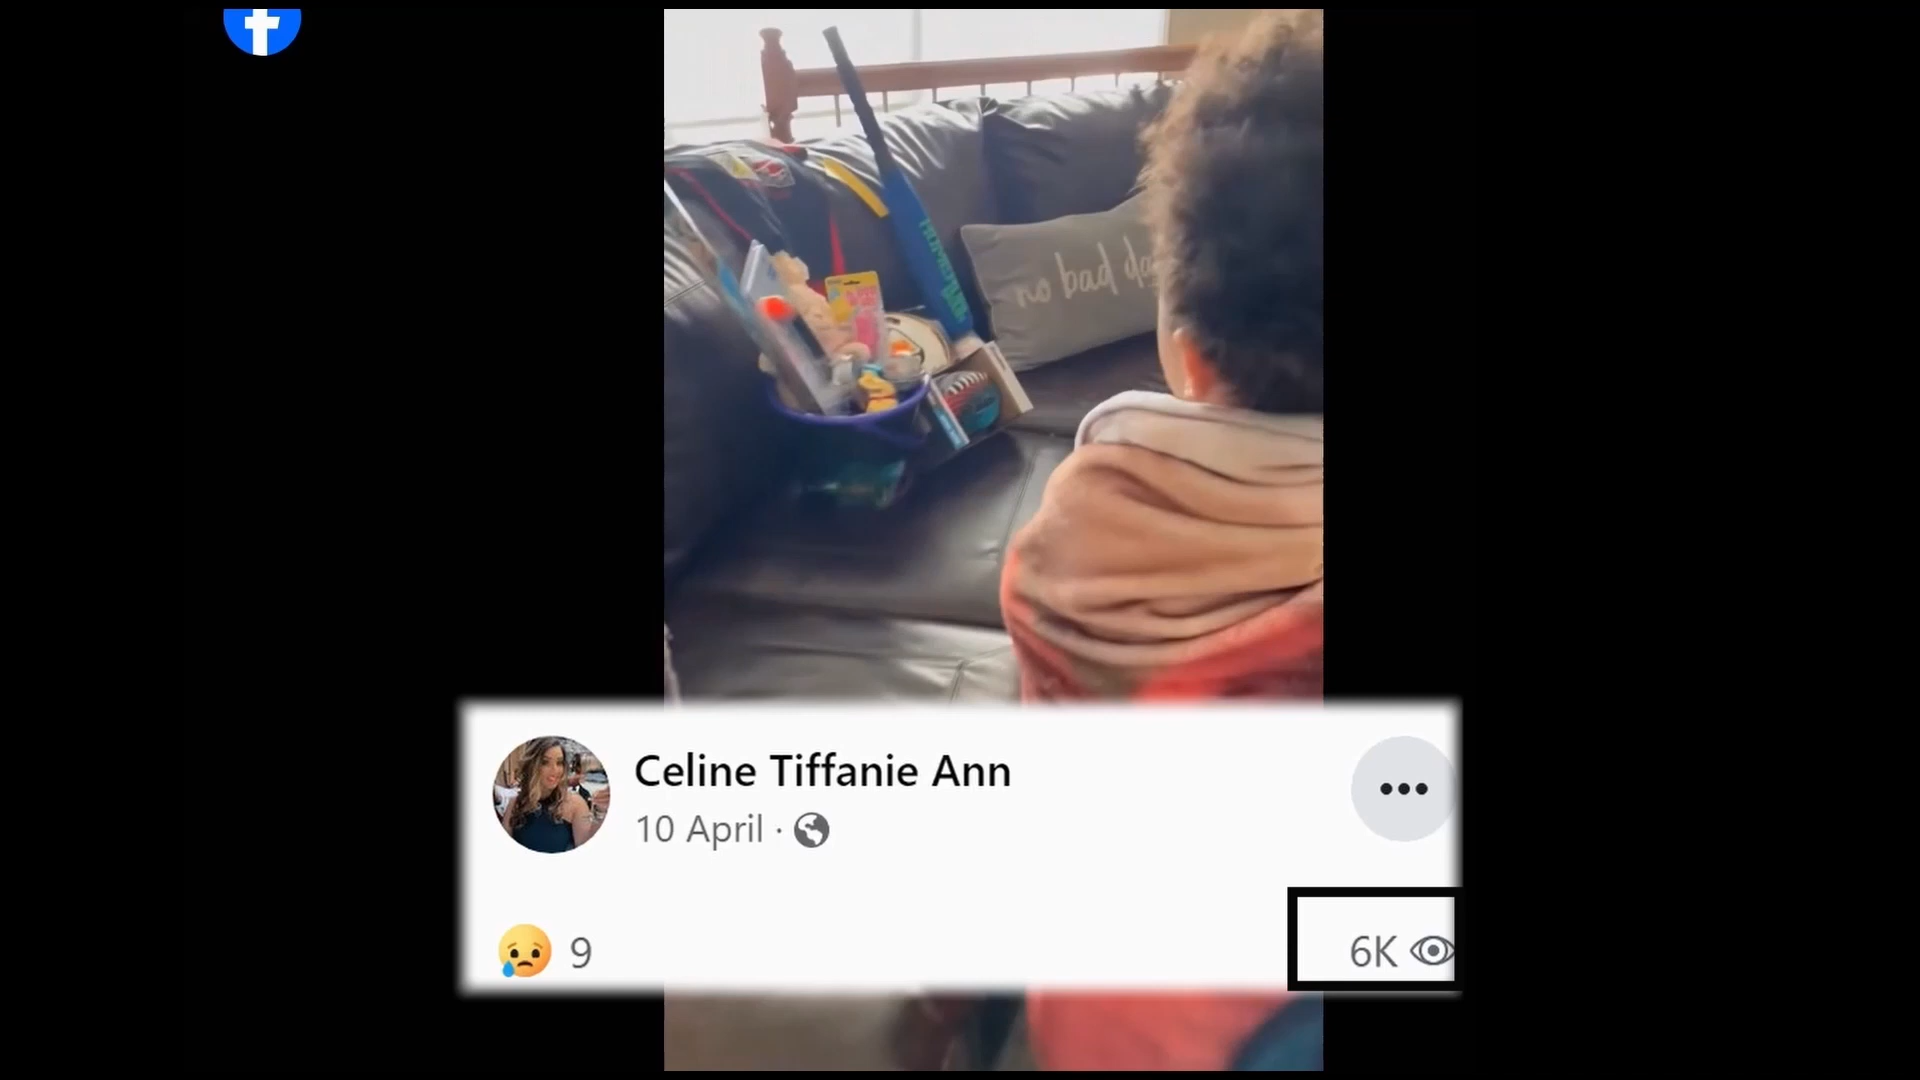 no bad da
Celine Tiffanie Ann
10 April ·
9
6K